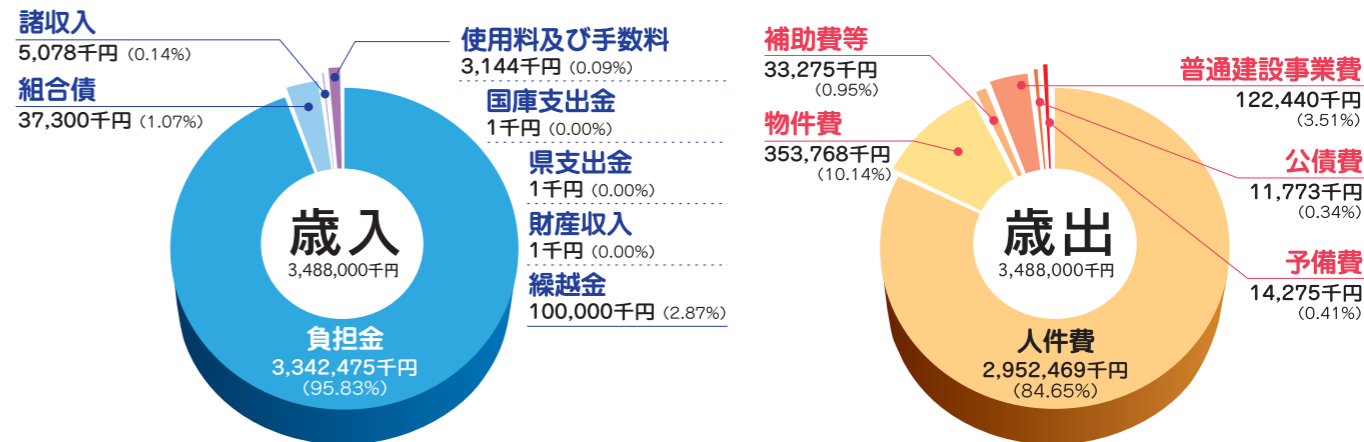 諸収入
5,078千円 (0.14%)
組合債
37,300千円 (1.07%)
使用料及び手数料
3,144千円 (0.09%)
国庫支出金
1千円 (0.00%)
県支出金
1千円 (0.00%)
財産収入
1千円 (0.00%)
繰越金
100,000千円 (2.87%)
歳入
3,488,000千円
負担金
3,342,475千円
(95.83%)
補助費等
33,275千円
(0.95%)
物件費
353,768千円
(10.14%)
普通建設事業費
122,440千円
(3.51%)
公債費
11,773千円
(0.34%)
予備費
14,275千円
(0.41%)
歳出
3,488,000千円
人件費
2,952,469千円
(84.65%)